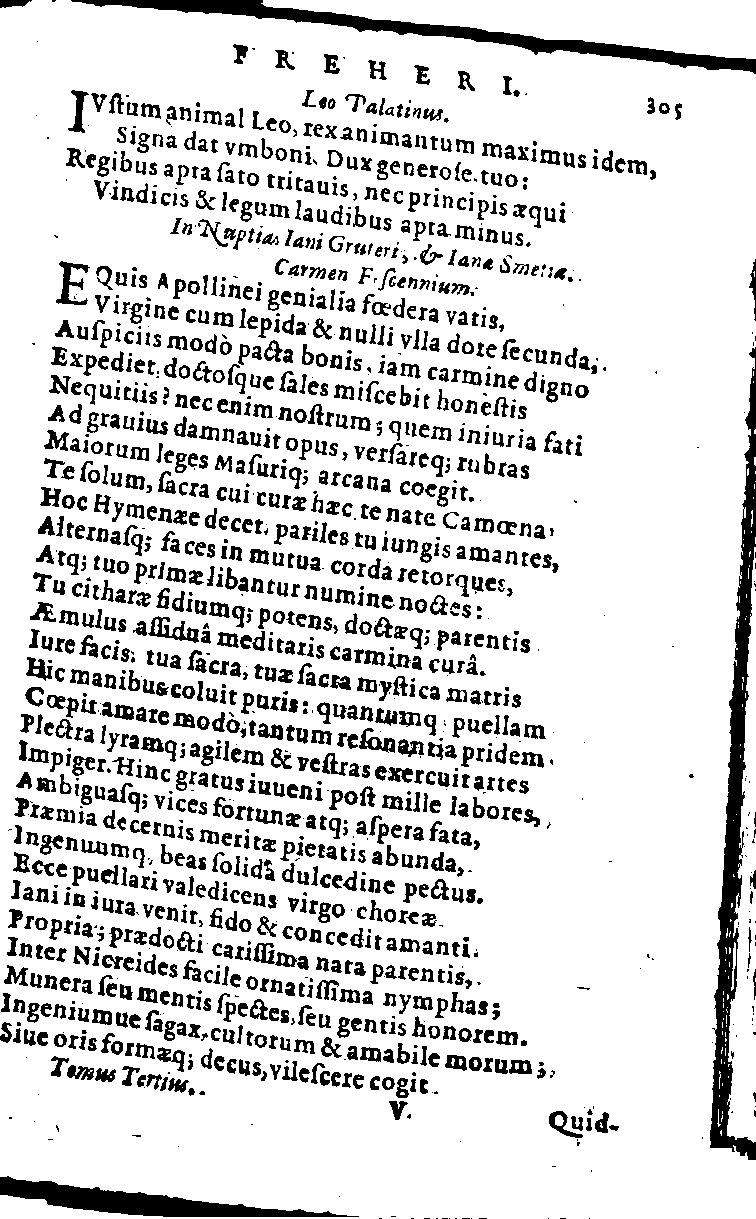 FREHERI. 305
Leo Palatinus.
IVſtum animal Leo, rex animantum maximus idem,
Signa dat vmboni, Dux generoſe, tuo:
Regibus apta ſato tritauis, nec principis æqui
Vindicis & legum laudibus apta minus.
In Nuptias Iani Gruteri, & Ianæ Smetiæ.
Carmen Feſcennium.
EQuis Apollinei genialia fœdera vatis,
Virgine cum lepida & nulli vlla dote ſecunda,
Auſpiciis modò pacta bonis, iam carmine digno
Expediet, doctoſque ſales miſcebit honeſtis
Nequitiis? nec enim noſtrum; quem iniuria fati
Ad grauius damnauit opus, verſareq; rubras
Maiorum leges Maſuriq; arcana coegit.
Te ſolum, ſacra cui curæ hæc, te nate Camœna,
Hoc Hymenæe decet. pariles tu iungis amantes,
Alternaſq; faces in mutua corda retorques,
Atq; tuo primæ libantur numine noctes:
Tu citharæ fidiumq; potens, doctæq; parentis
Æmulus aſſiduâ meditaris carmina curâ.
Iure facis: tua ſacra, tuæ ſacra myſtica matris
Hic manibus coluit puris: quantumq; puellam
Cœpit amare modò, tantum reſonantia pridem
Plectra lyramq; agilem & veſtras exercuit artes
Impiger. Hinc gratus iuueni poſt mille labores,
Ambiguaſq; vices fortunæ atq; aſpera fata,
Præmia decernis meritæ pietatis abunda,
Ingenuumq; beas ſolidâ dulcedine pectus.
Ecce puellari valedicens virgo choreæ
Iani in iura venit, fido & concedit amanti.
Propria; prædocti cariſſima nata parentis,
Inter Nicreides facile ornatiſſima nymphas;
Munera ſeu mentis ſpectes, ſeu gentis honorem.
Ingeniumue ſagax, cultorum & amabile morum;
Siue oris formæq; decus, vileſcere cogit
Tomus Tertius. V. Quid-